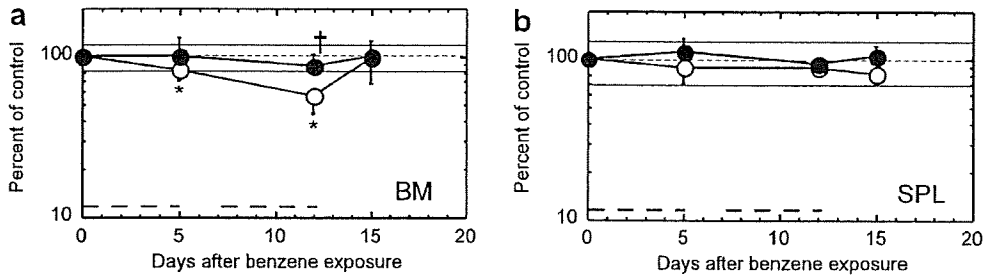 a
Percent of control
100
10
†
*
*
BM
0
5
10
15
20
Days after benzene exposure
b
Percent of control
100
10
SPL
0
5
10
15
20
Days after benzene exposure